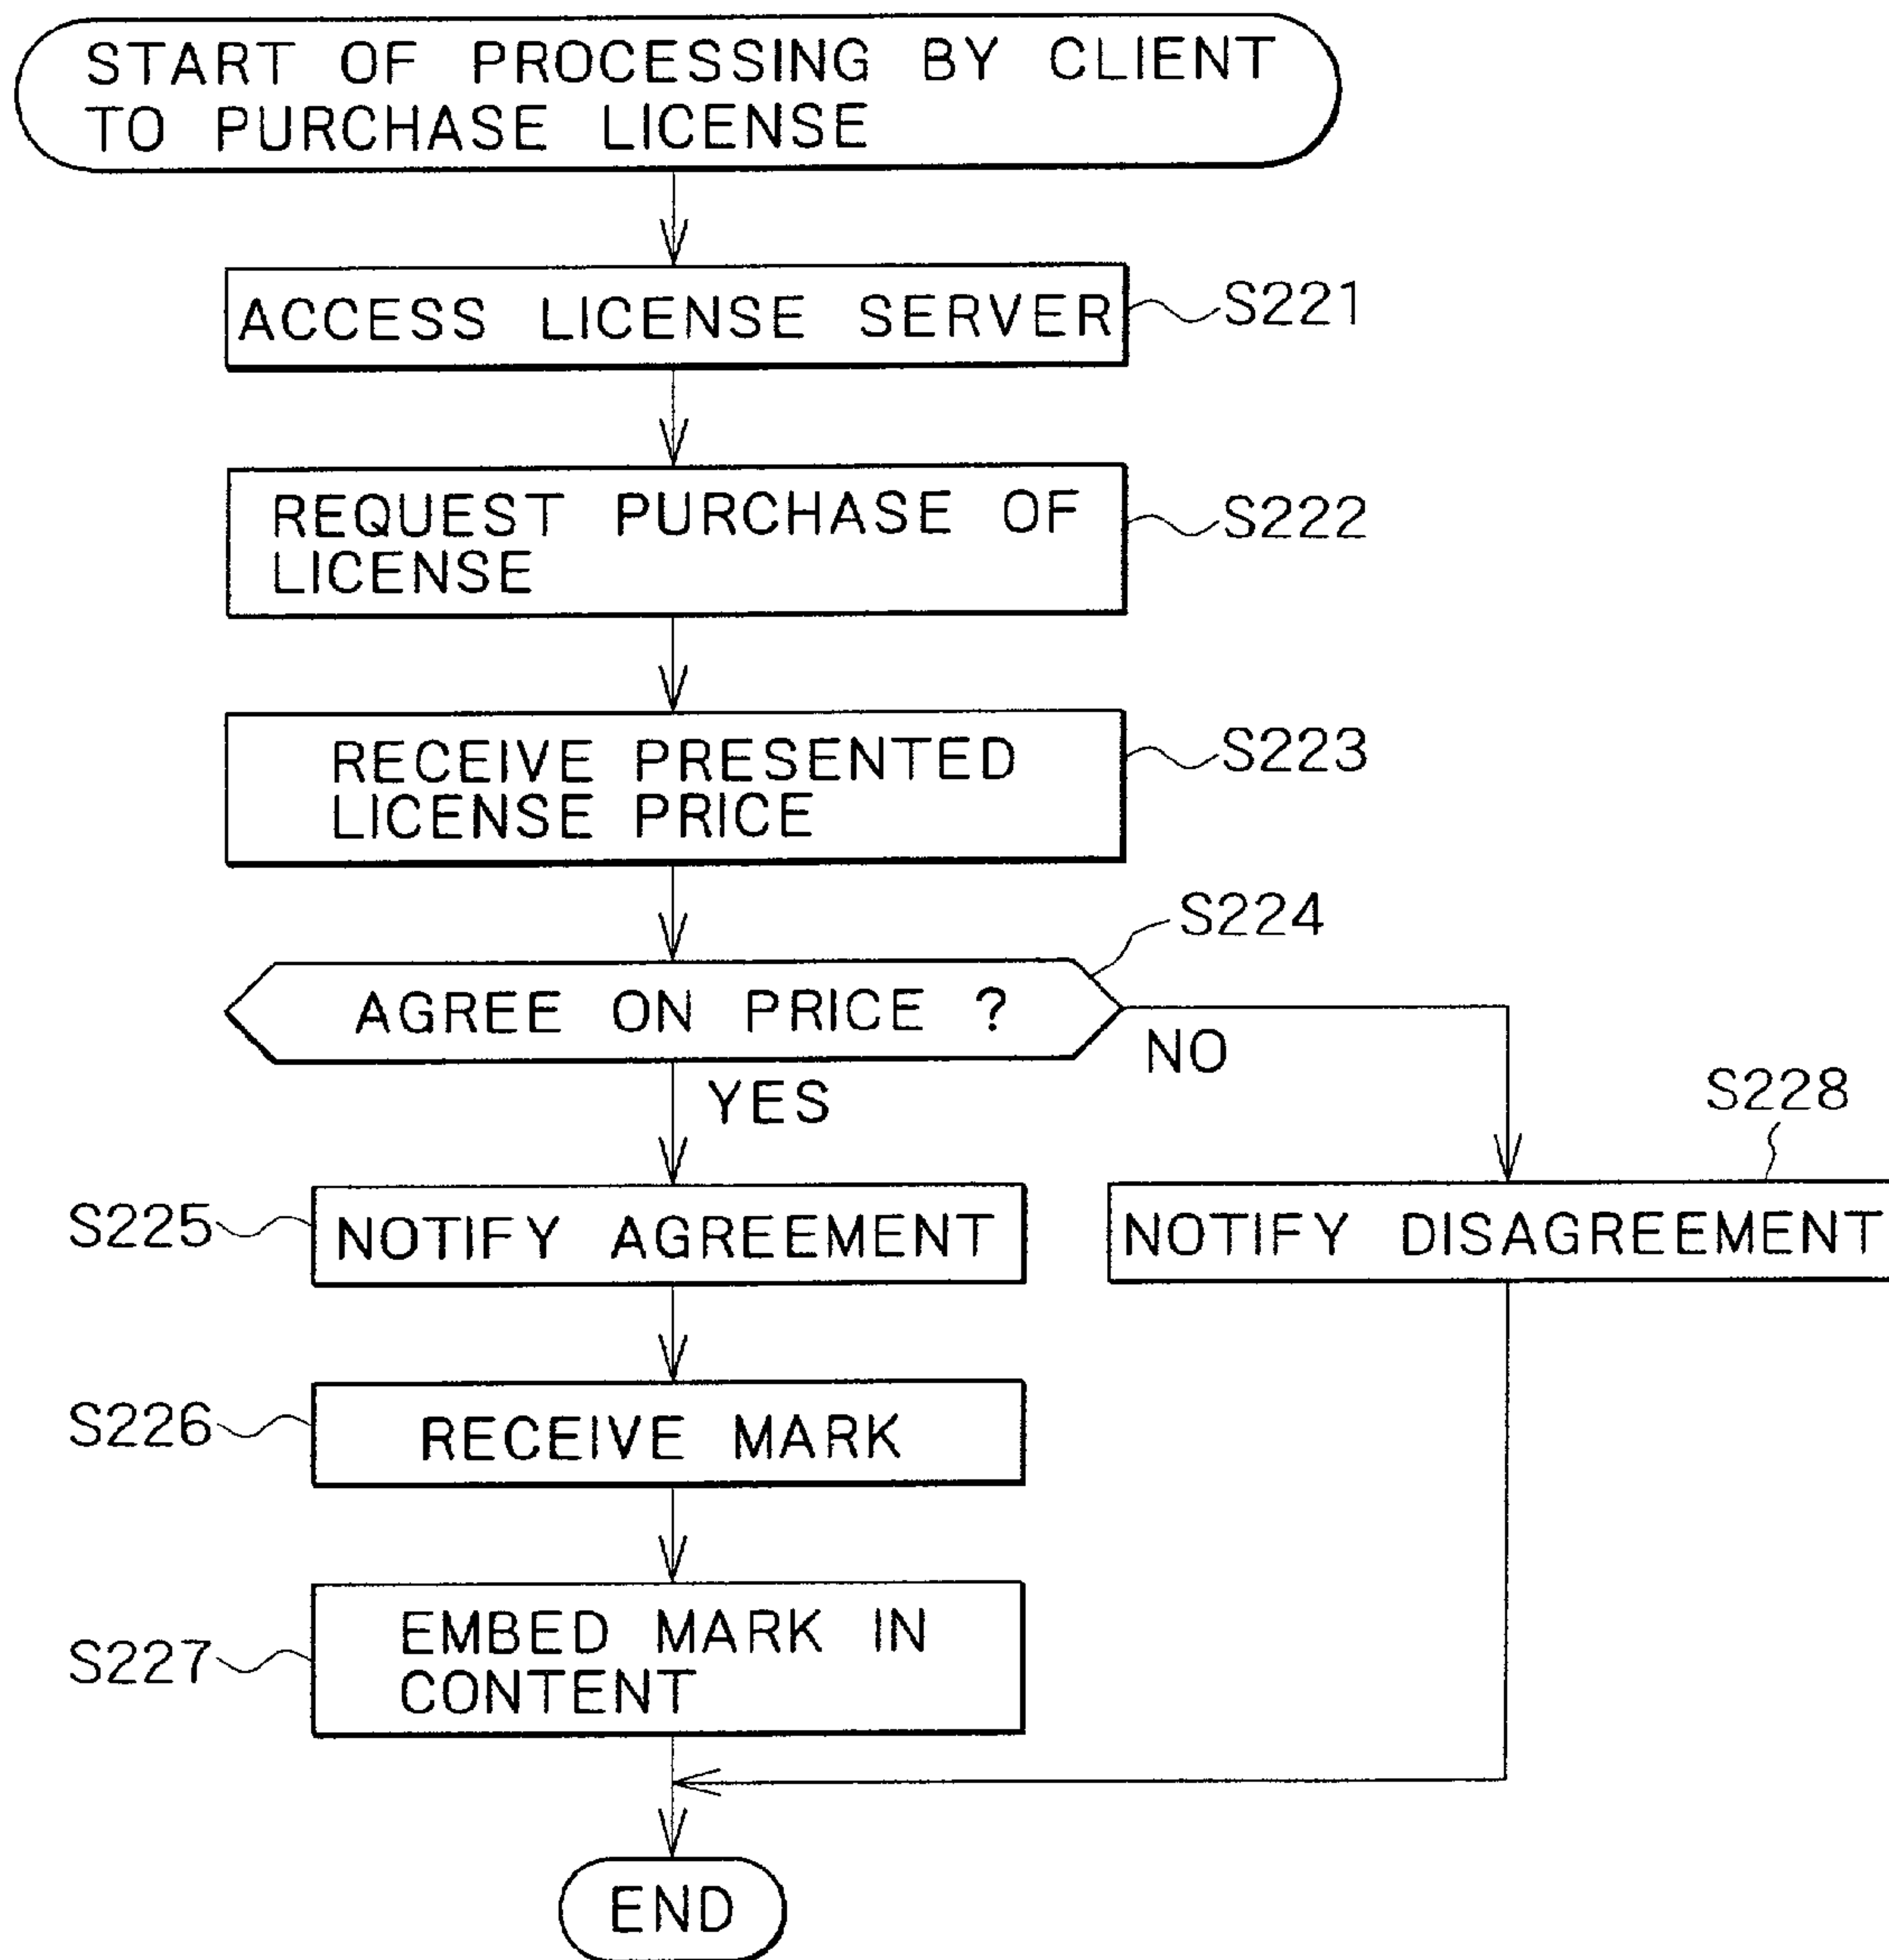 START OF PROCESSING BY CLIENT
TO PURCHASE LICENSE
ACCESS LICENSE SERVER
S221
REQUEST PURCHASE OF
LICENSE
S222
RECEIVE PRESENTED
LICENSE PRICE
S223
S224
AGREE ON PRICE ?
NO
YES
S228
S225
NOTIFY AGREEMENT
NOTIFY DISAGREEMENT
S226
RECEIVE MARK
S227
EMBED MARK IN
CONTENT
END